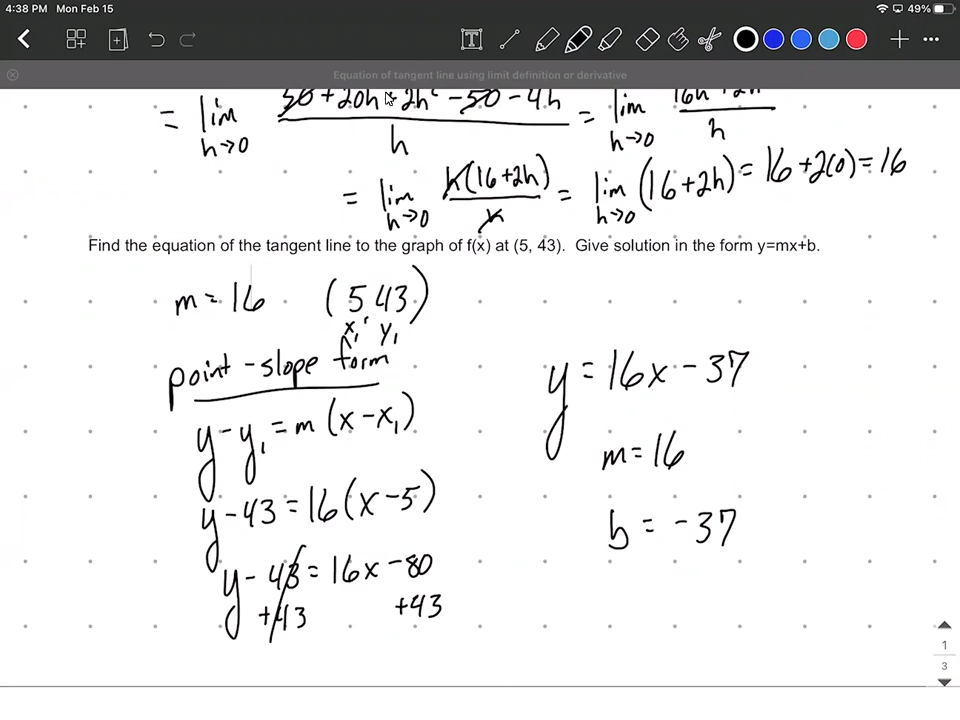 4:38 PM Mon Feb 15 49%
Equation of tangent line using limit definition or derivative
= lim h→0 (50 + 20h + 2h² - 50 - 4h)/h = lim h→0 (16h + 2h²)/h
= lim h→0 h(16+2h)/h = lim h→0 (16+2h) = 16+2(0) = 16
Find the equation of the tangent line to the graph of f(x) at (5, 43). Give solution in the form y=mx+b.
m = 16 (5, 43)
x₁ y₁
point-slope form
y - y₁ = m(x - x₁)
y - 43 = 16(x - 5)
y - 43 = 16x - 80
+43 +43
y = 16x - 37
m = 16
b = -37
1
3